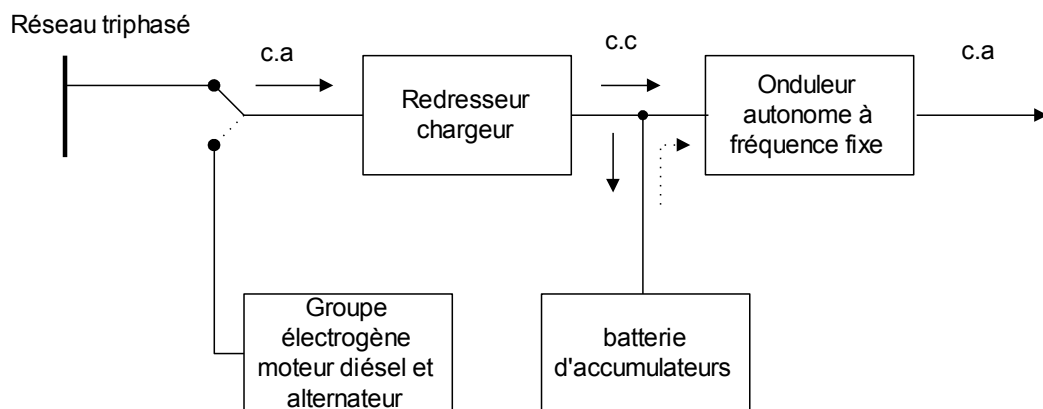 Réseau triphasé
c.a
c.c
c.a
Redresseur
chargeur
Onduleur
autonome à
fréquence fixe
Groupe
électrogène
moteur diésel et
alternateur
batterie
d'accumulateurs